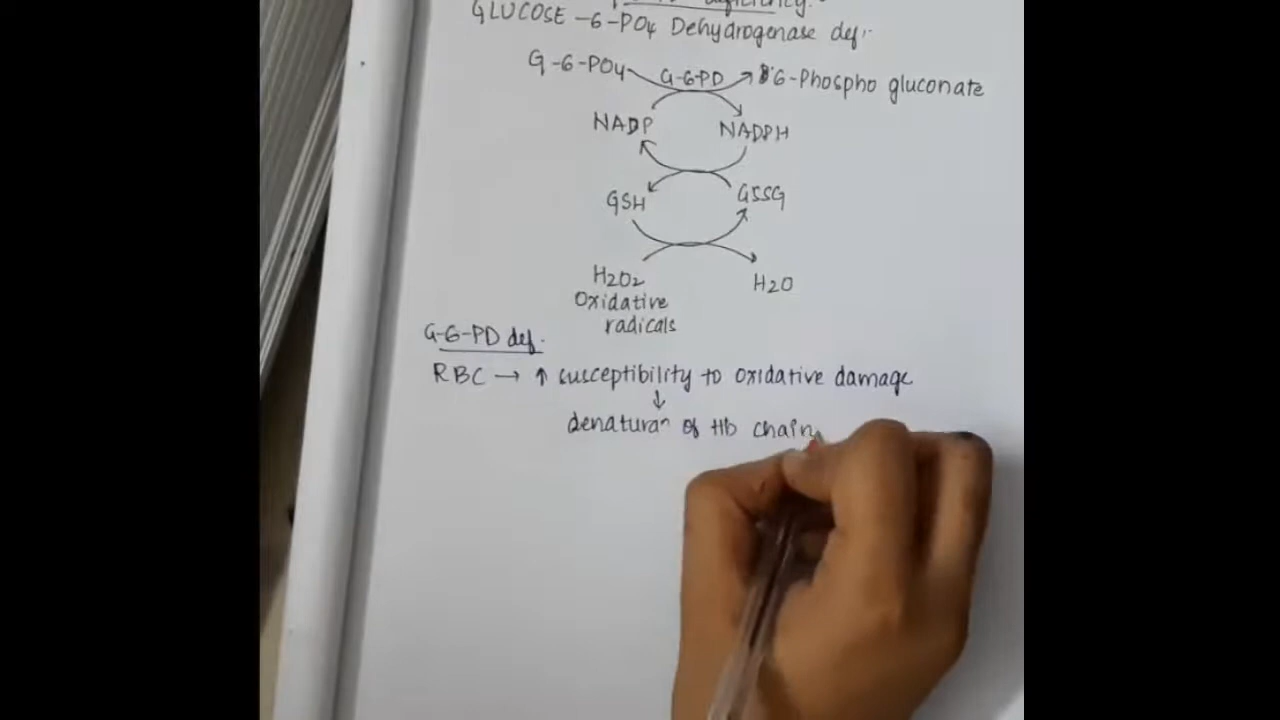 deficiency.
GLUCOSE-6-PO4 Dehydrogenase def:-
G-6-PO4 G-6-PD 6-Phospho gluconate
NADP NADPH
GSH GSSG
H2O2 H2O
Oxidative
radicals
G-6-PD def.
RBC → ↑ susceptibility to oxidative damage
↓
denaturan of Hb chain